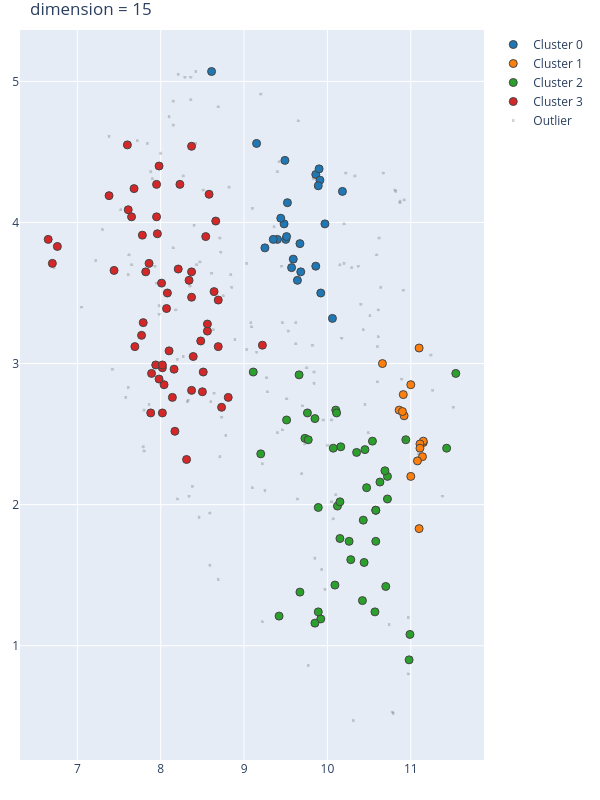 dimension = 15
Cluster 0
Cluster 1
Cluster 2
Cluster 3
Outlier
5
4
3
2
1
7 8 9 10 11